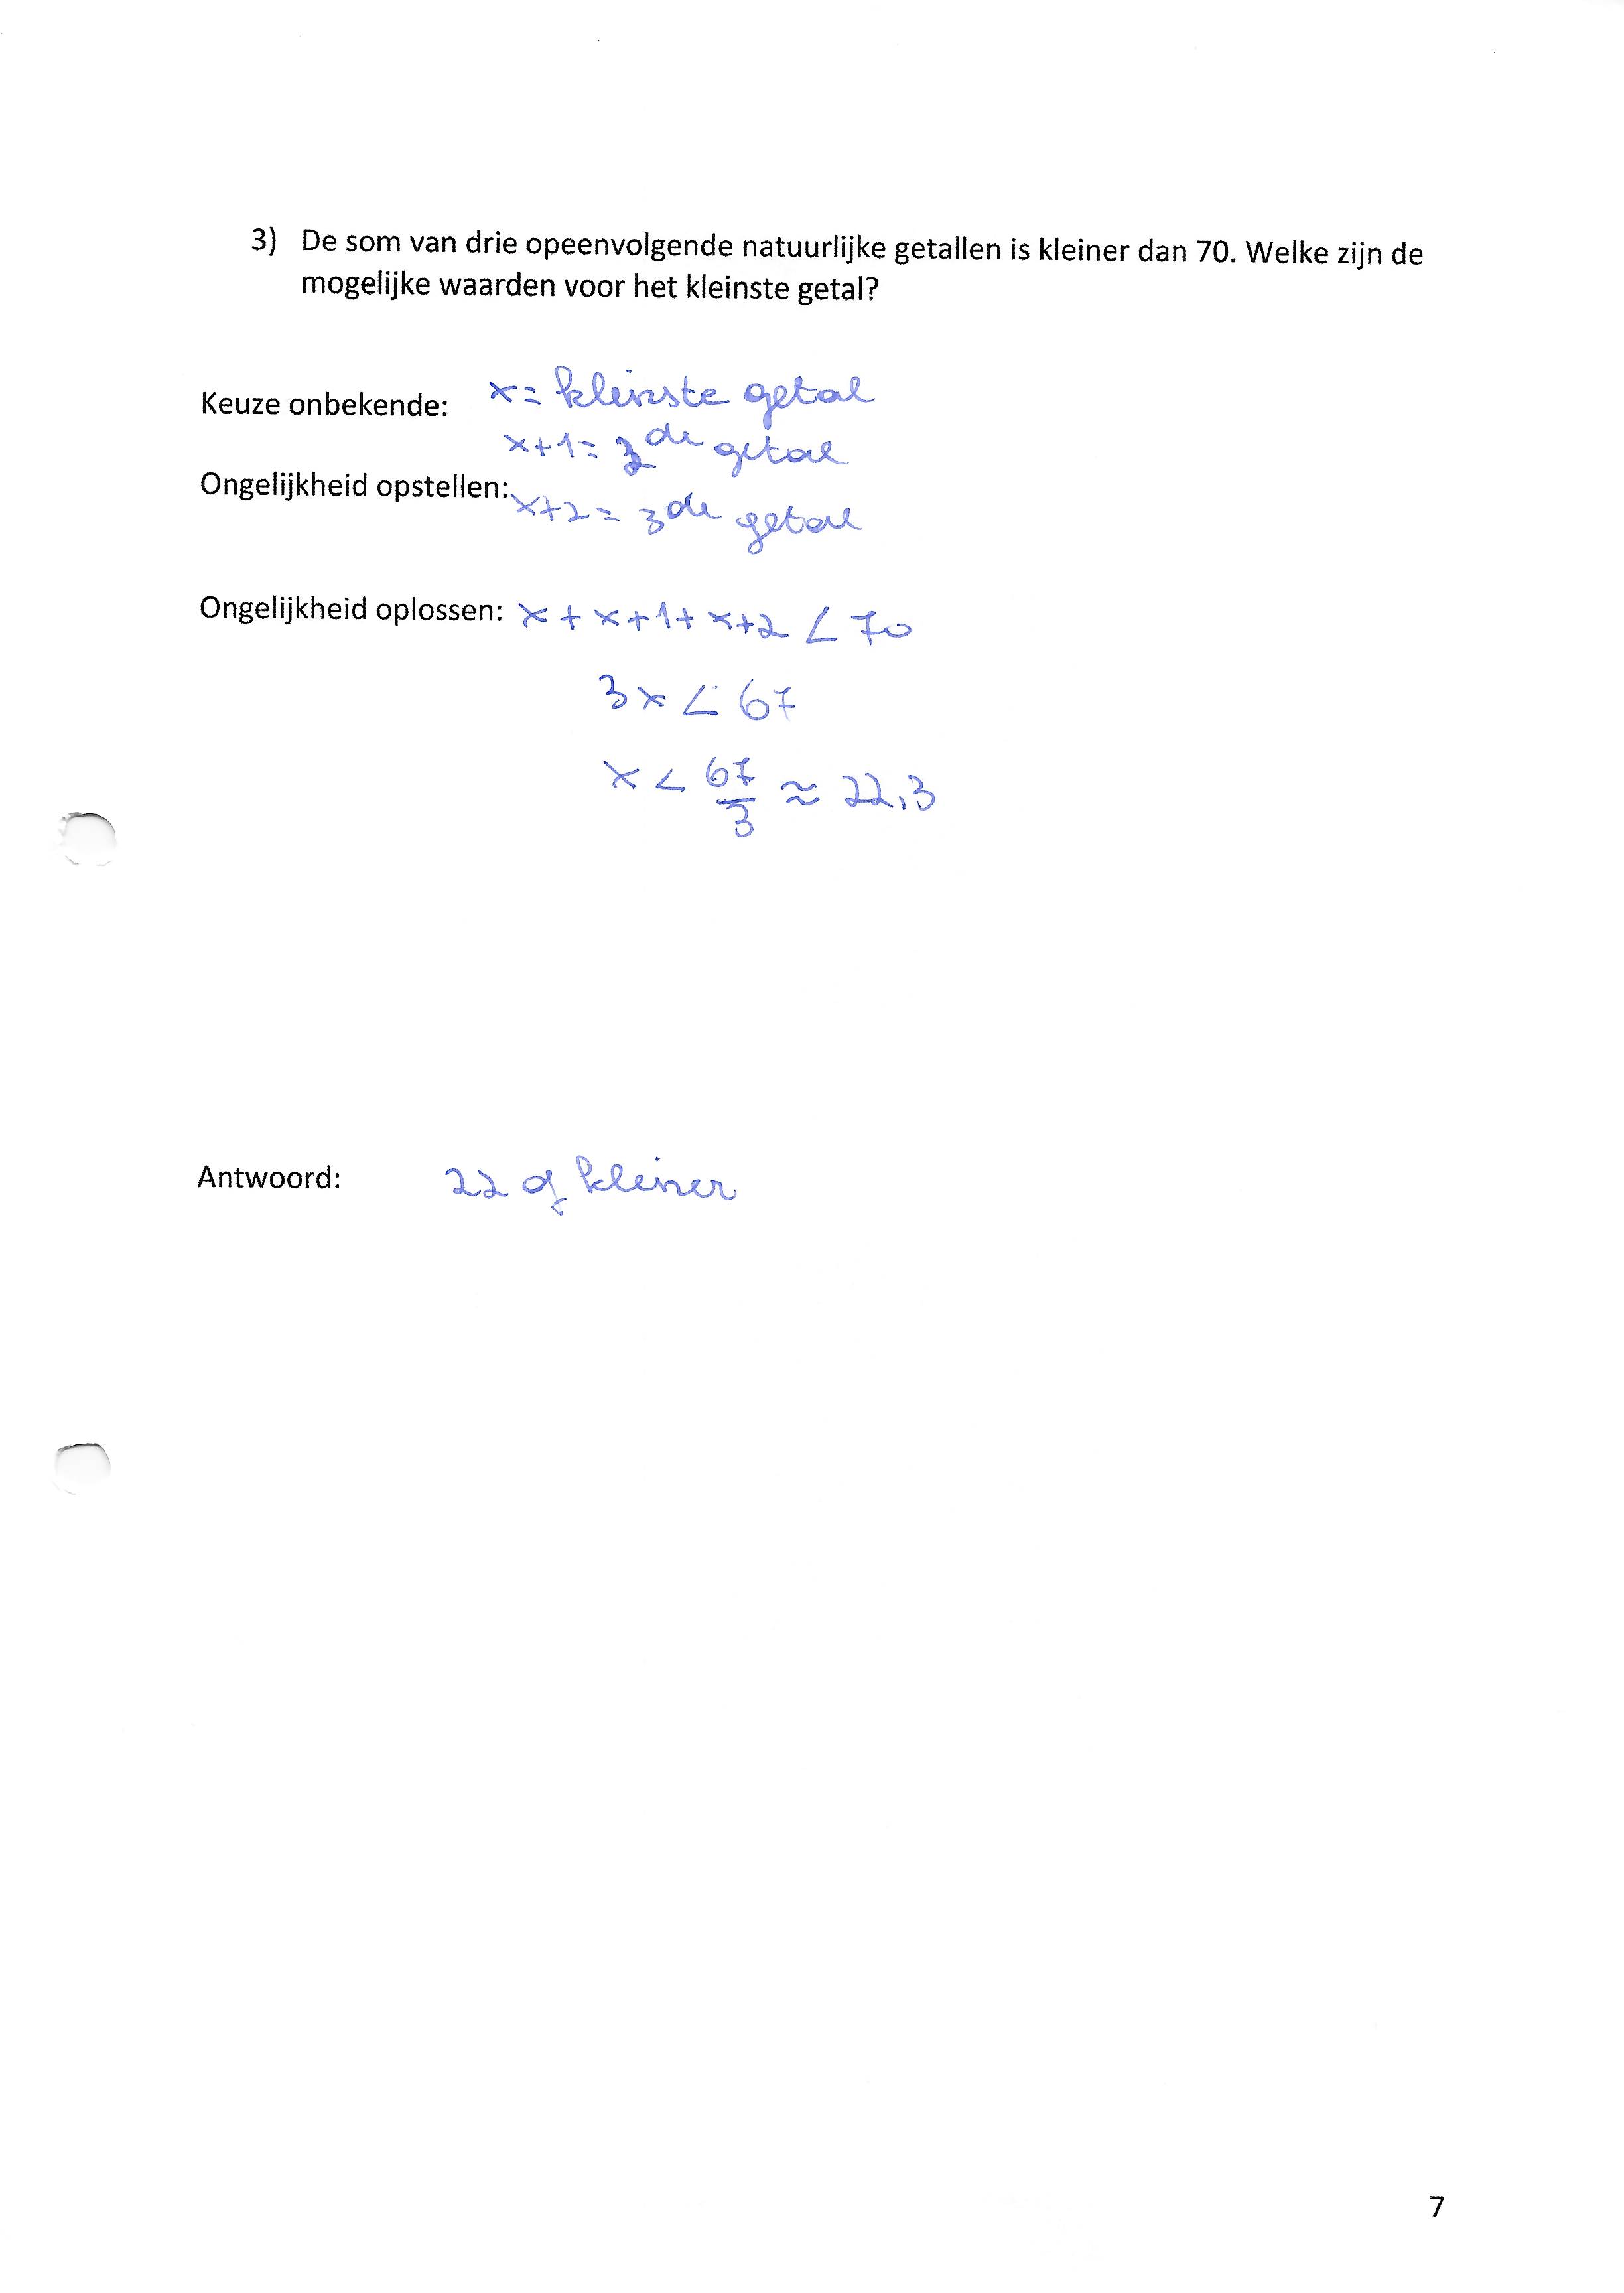 3) De som van drie opeenvolgende natuurlijke getallen is kleiner dan 70. Welke zijn de
mogelijke waarden voor het kleinste getal?
Keuze onbekende: x = kleinste getal
x+1 = 2de getal
Ongelijkheid opstellen:
x+2 = 3de getal
Ongelijkheid oplossen: x + x+1+ x+2 < 70
3x < 67
x < 67/3 ≈ 22,3
Antwoord: 22 of kleiner
7